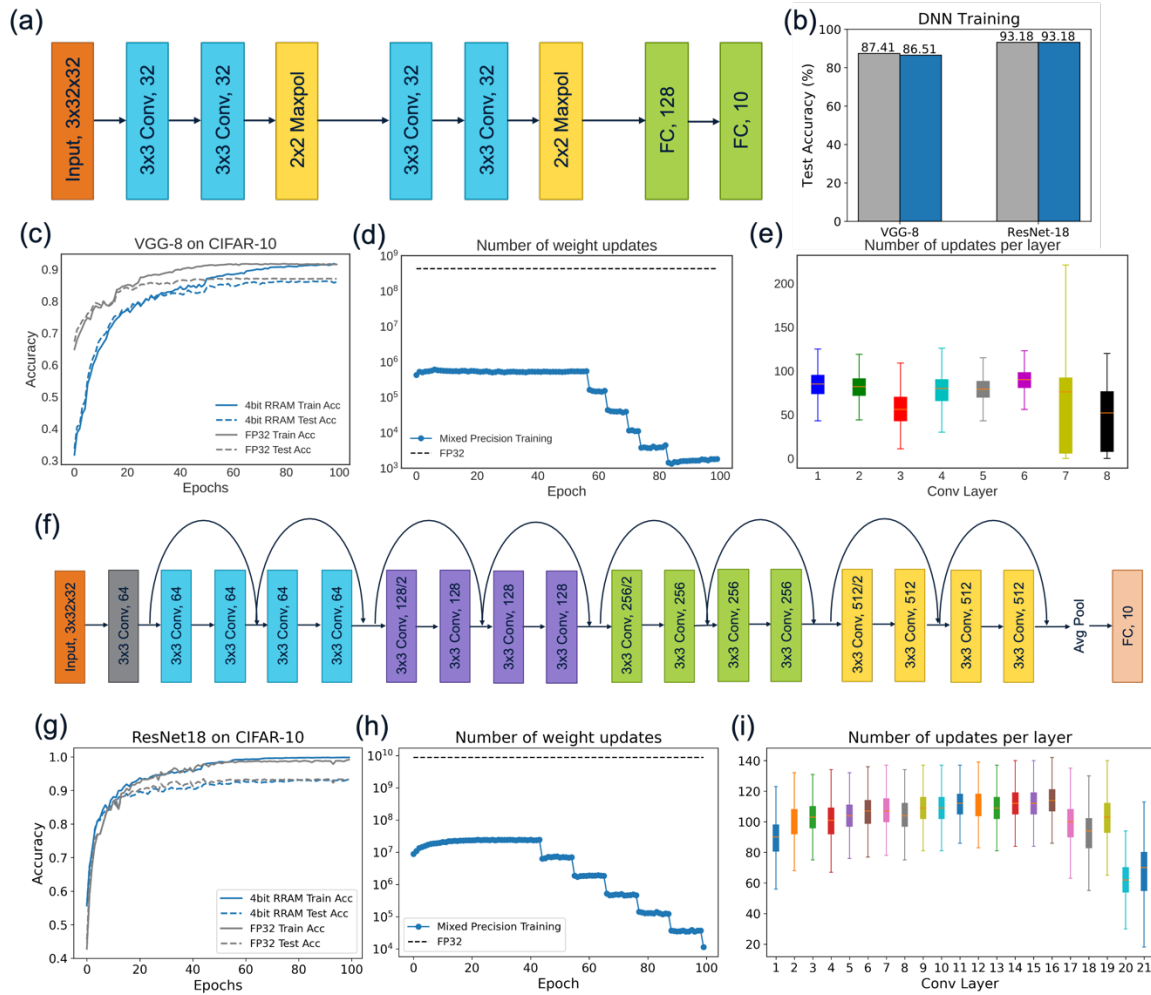 (a)
Input, 3x32x32
3x3 Conv, 32
3x3 Conv, 32
2x2 Maxpol
3x3 Conv, 32
3x3 Conv, 32
2x2 Maxpol
FC, 128
FC, 10
(b)
DNN Training
Test Accuracy (%)
100
80
60
40
20
0
87.41
86.51
93.18
93.18
VGG-8
ResNet-18
(c)
VGG-8 on CIFAR-10
Accuracy
0.9
0.8
0.7
0.6
0.5
0.4
0.3
4bit RRAM Train Acc
4bit RRAM Test Acc
FP32 Train Acc
FP32 Test Acc
0 20 40 60 80 100
Epochs
(d)
Number of weight updates
10^9
10^8
10^7
10^6
10^5
10^4
10^3
Mixed Precision Training
FP32
0 20 40 60 80 100
Epoch
(e)
Number of updates per layer
200
150
100
50
0
1 2 3 4 5 6 7 8
Conv Layer
(f)
Input, 3x32x32
3x3 Conv, 64
3x3 Conv, 64
3x3 Conv, 64
3x3 Conv, 64
3x3 Conv, 64
3x3 Conv, 128/2
3x3 Conv, 128
3x3 Conv, 128
3x3 Conv, 128
3x3 Conv, 256/2
3x3 Conv, 256
3x3 Conv, 256
3x3 Conv, 256
3x3 Conv, 512/2
3x3 Conv, 512
3x3 Conv, 512
3x3 Conv, 512
Avg Pool
FC, 10
(g)
ResNet18 on CIFAR-10
Accuracy
1.0
0.9
0.8
0.7
0.6
0.5
0.4
4bit RRAM Train Acc
4bit RRAM Test Acc
FP32 Train Acc
FP32 Test Acc
0 20 40 60 80 100
Epochs
(h)
Number of weight updates
10^10
10^9
10^8
10^7
10^6
10^5
10^4
Mixed Precision Training
FP32
0 20 40 60 80 100
Epoch
(i)
Number of updates per layer
140
120
100
80
60
40
20
1 2 3 4 5 6 7 8 9 10 11 12 13 14 15 16 17 18 19 20 21
Conv Layer